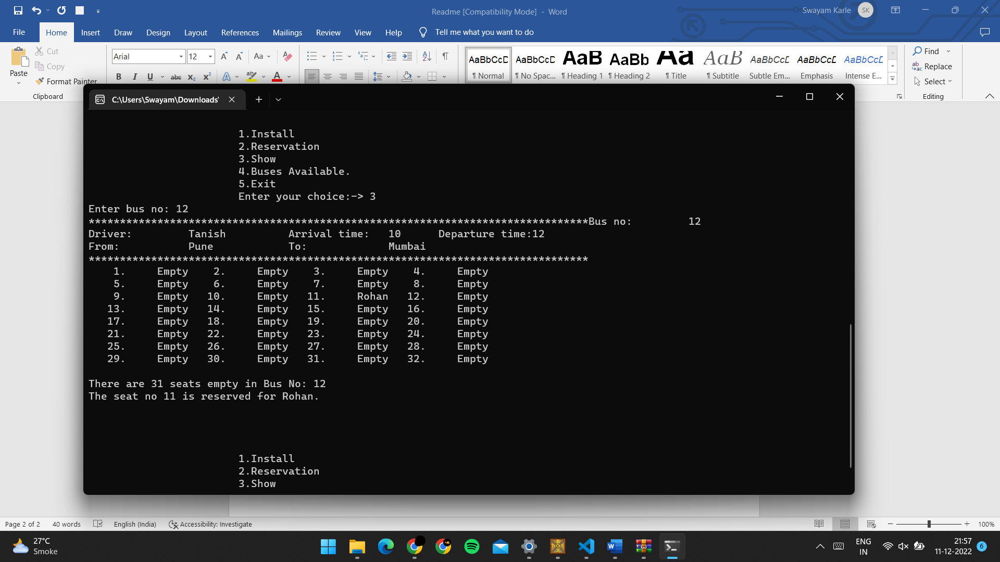 Readme [Compatibility Mode] - Word
Swayam Karle SK
File Home Insert Draw Design Layout References Mailings Review View Help Tell me what you want to do
Paste
Cut
Copy
Format Painter
Clipboard
Arial 12
AaBbCcD AaBbCcD AaB AaBb Aa AaB AaBbCcD AaBbCcD AaBbCcD
¶ Normal ¶ No Spac... ¶ Heading 1 ¶ Heading 2 ¶ Title ¶ Subtitle Subtle Em... Emphasis Intense E...
Find
Replace
Select
Editing
C:\Users\Swayam\Downloads\
1.Install
2.Reservation
3.Show
4.Buses Available.
5.Exit
Enter your choice:-> 3
Enter bus no: 12
********************************************************************************Bus no: 12
Driver: Tanish Arrival time: 10 Departure time:12
From: Pune To: Mumbai
********************************************************************************
1. Empty 2. Empty 3. Empty 4. Empty
5. Empty 6. Empty 7. Empty 8. Empty
9. Empty 10. Empty 11. Rohan 12. Empty
13. Empty 14. Empty 15. Empty 16. Empty
17. Empty 18. Empty 19. Empty 20. Empty
21. Empty 22. Empty 23. Empty 24. Empty
25. Empty 26. Empty 27. Empty 28. Empty
29. Empty 30. Empty 31. Empty 32. Empty
There are 31 seats empty in Bus No: 12
The seat no 11 is reserved for Rohan.
1.Install
2.Reservation
3.Show
Page 2 of 2 40 words English (India) Accessibility: Investigate 100%
27°C
Smoke
ENG
IN
21:57
11-12-2022
6